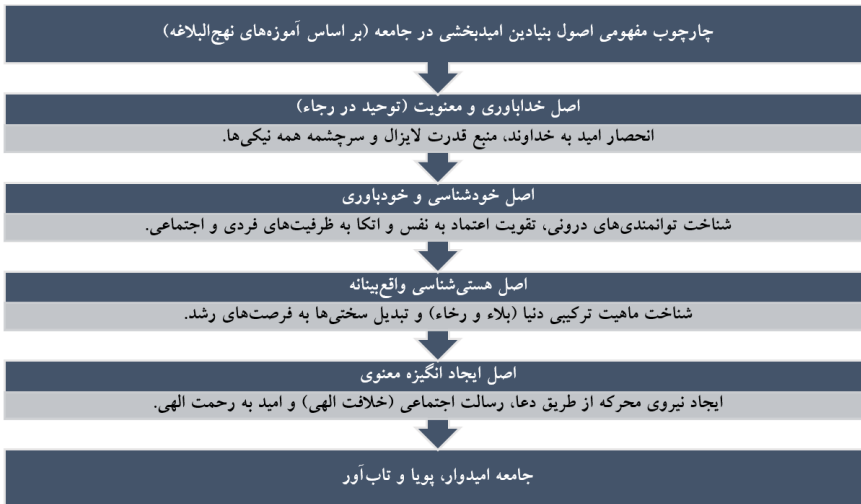 چارچوب مفهومی اصول بنیادین امیدبخشی در جامعه (بر اساس آموزه‌های نهج‌البلاغه)
اصل خداباوری و معنویت (توحید در رجاء)
انحصار امید به خداوند، منبع قدرت لایزال و سرچشمه همه نیکی‌ها.
اصل خودشناسی و خودباوری
شناخت توانمندی‌های درونی، تقویت اعتماد به نفس و اتکا به ظرفیت‌های فردی و اجتماعی.
اصل هستی‌شناسی واقع‌بینانه
شناخت ماهیت ترکیبی دنیا (بلاء و رخاء) و تبدیل سختی‌ها به فرصت‌های رشد.
اصل ایجاد انگیزه معنوی
ایجاد نیروی محرکه از طریق دعا، رسالت اجتماعی (خلافت الهی) و امید به رحمت الهی.
جامعه امیدوار، پویا و تاب‌آور